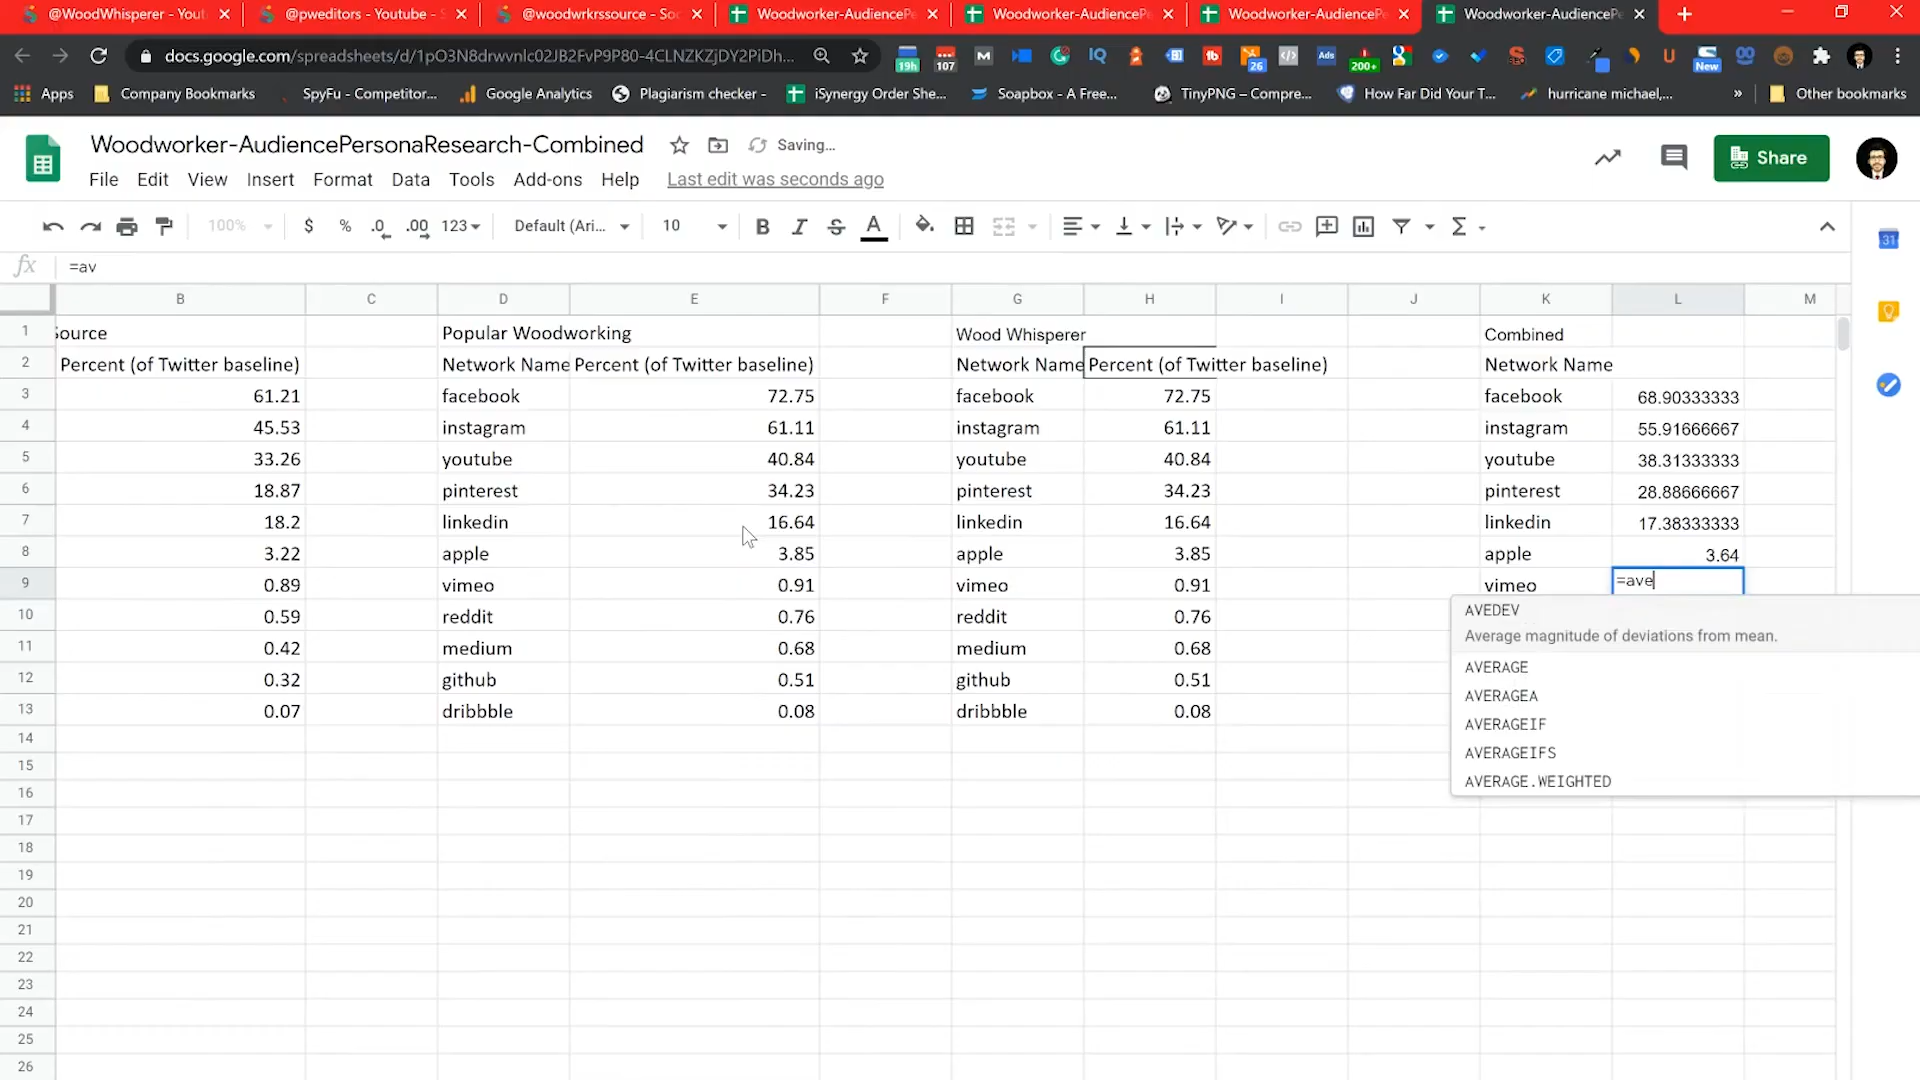 @WoodWhisperer - Yout
@pweditors - Youtube - S
@woodwrkrssource - Soc
Woodworker-AudiencePe
Woodworker-AudiencePe
Woodworker-AudiencePe
Woodworker-AudiencePe
docs.google.com/spreadsheets/d/1pO3N8drwvnlc02JB2FvP9P80-4CLNZKZjDY2PiDh...
19h 107 M IQ tb 26 Ads 200+ U New
Apps Company Bookmarks SpyFu - Competitor... Google Analytics Plagiarism checker - iSynergy Order She... Soapbox - A Free... TinyPNG – Compre... How Far Did Your T... hurricane michael,... » Other bookmarks
Woodworker-AudiencePersonaResearch-Combined Saving...
Share
File Edit View Insert Format Data Tools Add-ons Help Last edit was seconds ago
100% $ % .0 .00 123 Default (Ari... 10 B I S A Σ
31
fx =av
B C D E F G H I J K L M
1 Source Popular Woodworking Wood Whisperer Combined
2 Percent (of Twitter baseline) Network Name Percent (of Twitter baseline) Network Name Percent (of Twitter baseline) Network Name
3 61.21 facebook 72.75 facebook 72.75 facebook 68.90333333
4 45.53 instagram 61.11 instagram 61.11 instagram 55.91666667
5 33.26 youtube 40.84 youtube 40.84 youtube 38.31333333
6 18.87 pinterest 34.23 pinterest 34.23 pinterest 28.88666667
7 18.2 linkedin 16.64 linkedin 16.64 linkedin 17.38333333
8 3.22 apple 3.85 apple 3.85 apple 3.64
9 0.89 vimeo 0.91 vimeo 0.91 vimeo =ave
10 0.59 reddit 0.76 reddit 0.76
11 0.42 medium 0.68 medium 0.68
12 0.32 github 0.51 github 0.51
13 0.07 dribbble 0.08 dribbble 0.08
AVEDEV
Average magnitude of deviations from mean.
AVERAGE
AVERAGEA
AVERAGEIF
AVERAGEIFS
AVERAGE.WEIGHTED
14
15
16
17
18
19
20
21
22
23
24
25
26